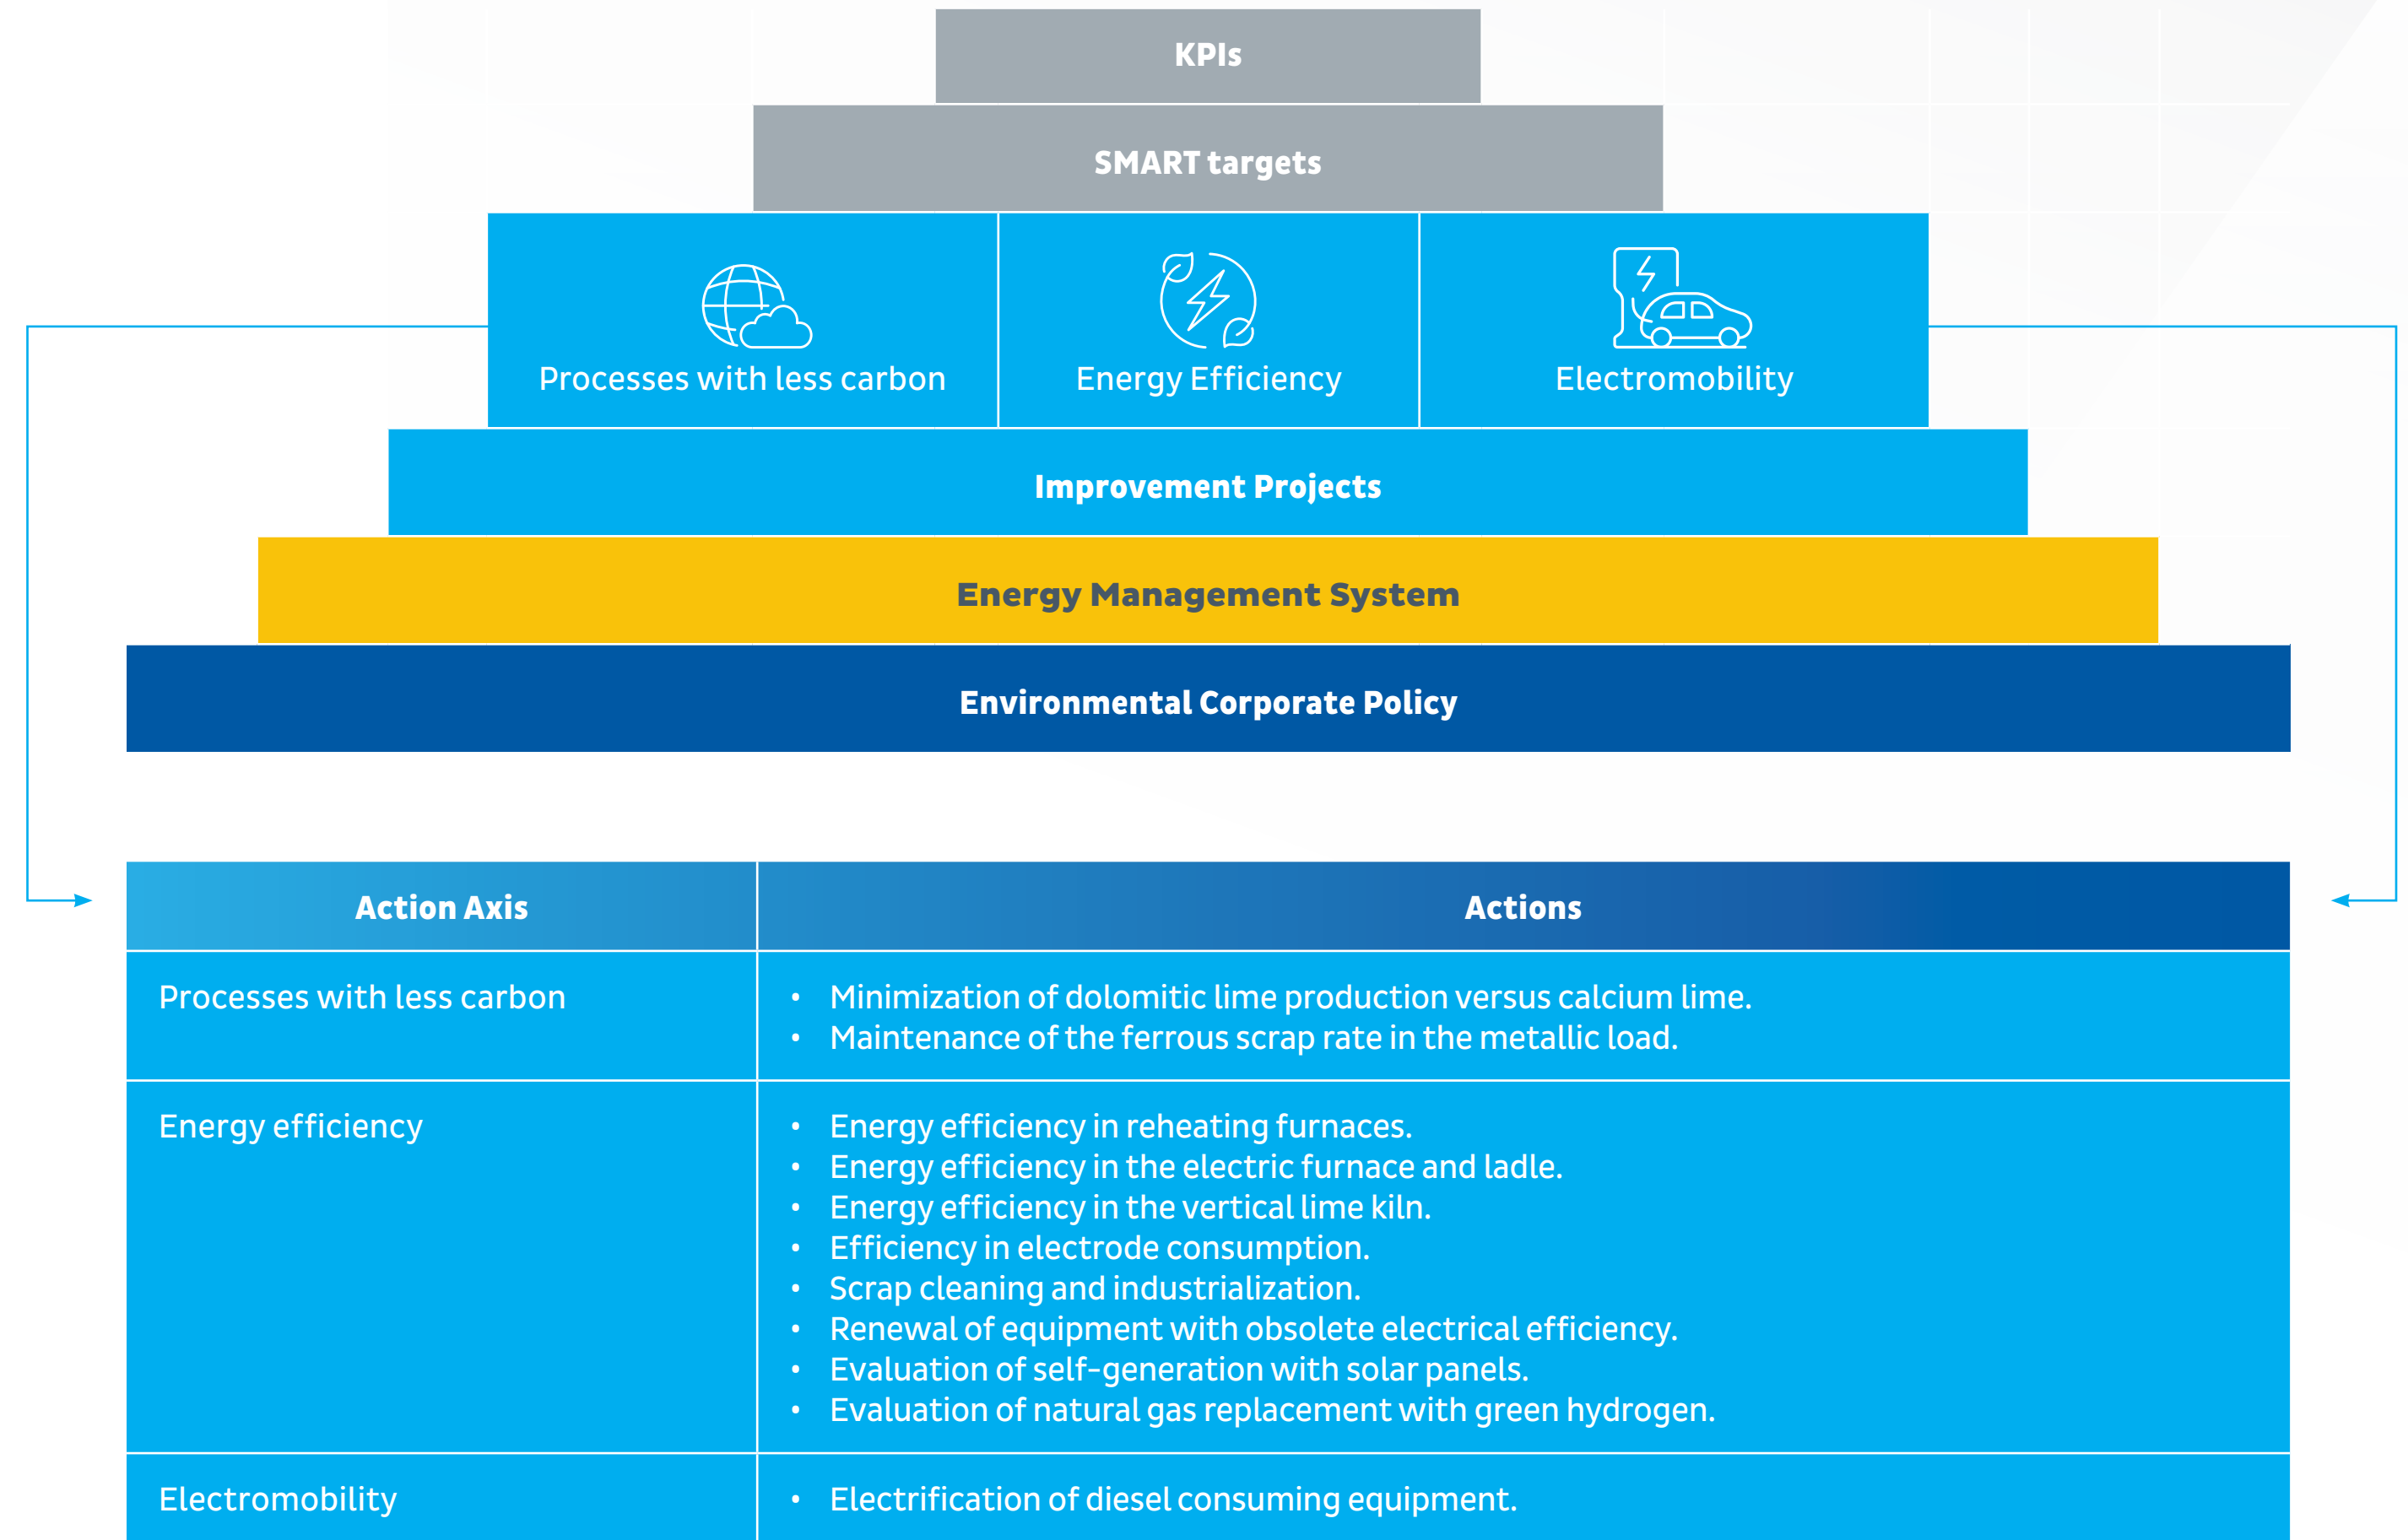 KPIs
SMART targets
Processes with less carbon
Energy Efficiency
Electromobility
Improvement Projects
Energy Management System
Environmental Corporate Policy
Action Axis
Actions
Processes with less carbon
• Minimization of dolomitic lime production versus calcium lime.
• Maintenance of the ferrous scrap rate in the metallic load.
Energy efficiency
• Energy efficiency in reheating furnaces.
• Energy efficiency in the electric furnace and ladle.
• Energy efficiency in the vertical lime kiln.
• Efficiency in electrode consumption.
• Scrap cleaning and industrialization.
• Renewal of equipment with obsolete electrical efficiency.
• Evaluation of self-generation with solar panels.
• Evaluation of natural gas replacement with green hydrogen.
Electromobility
• Electrification of diesel consuming equipment.